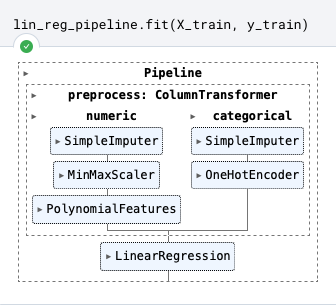 lin_reg_pipeline.fit(X_train, y_train)
Pipeline
preprocess: ColumnTransformer
numeric categorical
SimpleImputer SimpleImputer
MinMaxScaler OneHotEncoder
PolynomialFeatures
LinearRegression